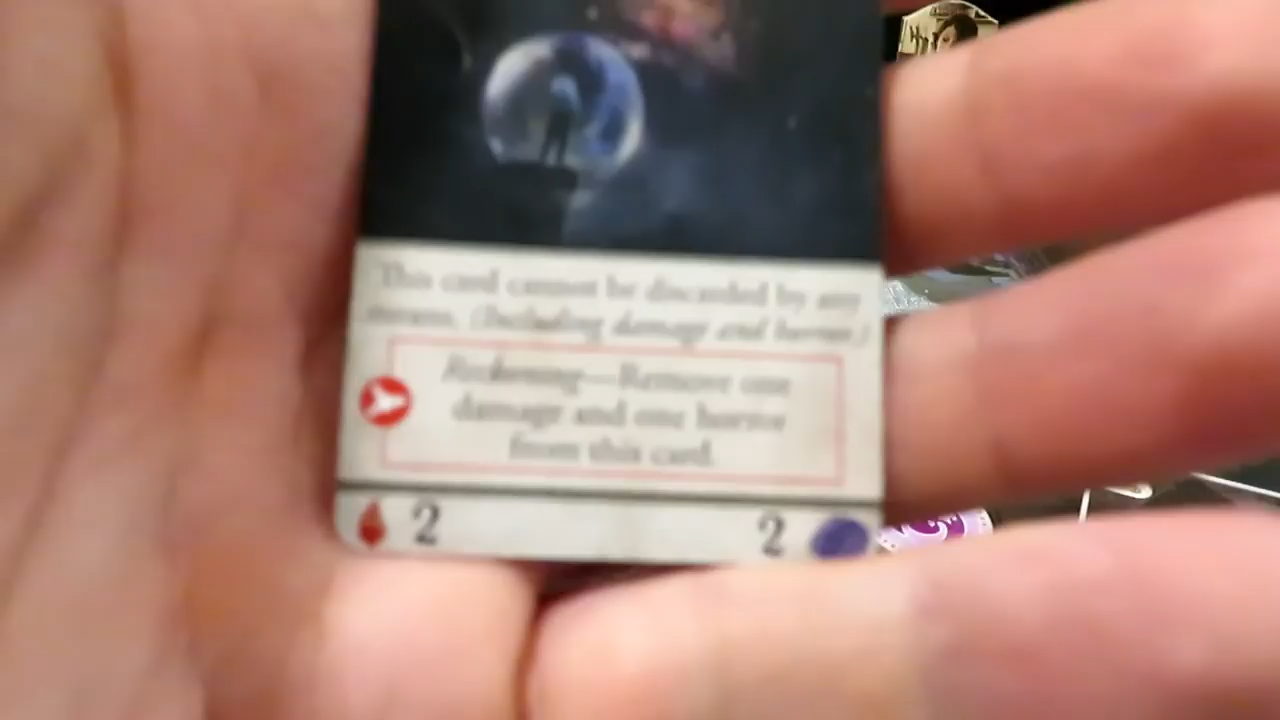 This card cannot be discarded by any
means. (Including damage and horror.)
Reckening—Remove one
damage and one horror
from this card.
2 2